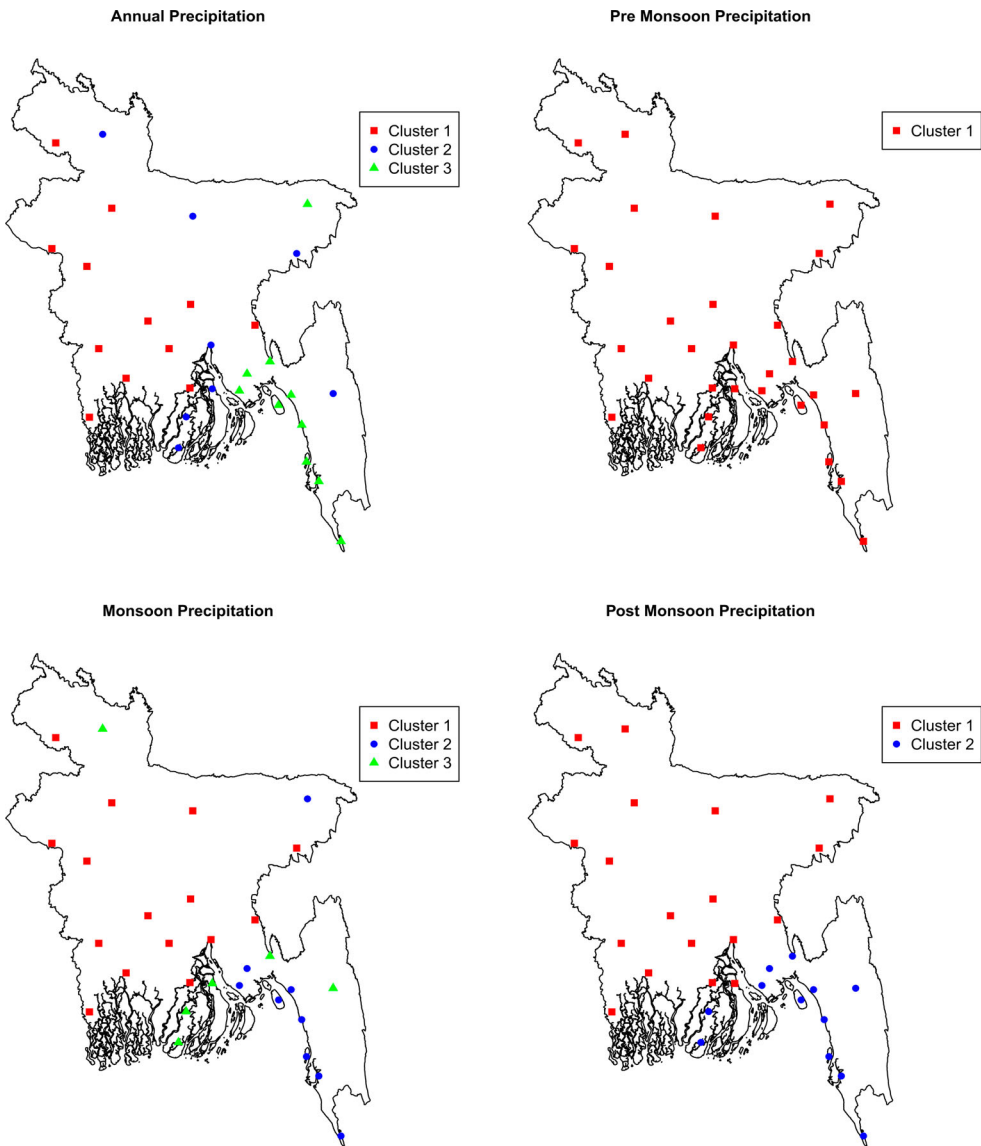 Annual Precipitation
Cluster 1
Cluster 2
Cluster 3
Pre Monsoon Precipitation
Cluster 1
Monsoon Precipitation
Cluster 1
Cluster 2
Cluster 3
Post Monsoon Precipitation
Cluster 1
Cluster 2